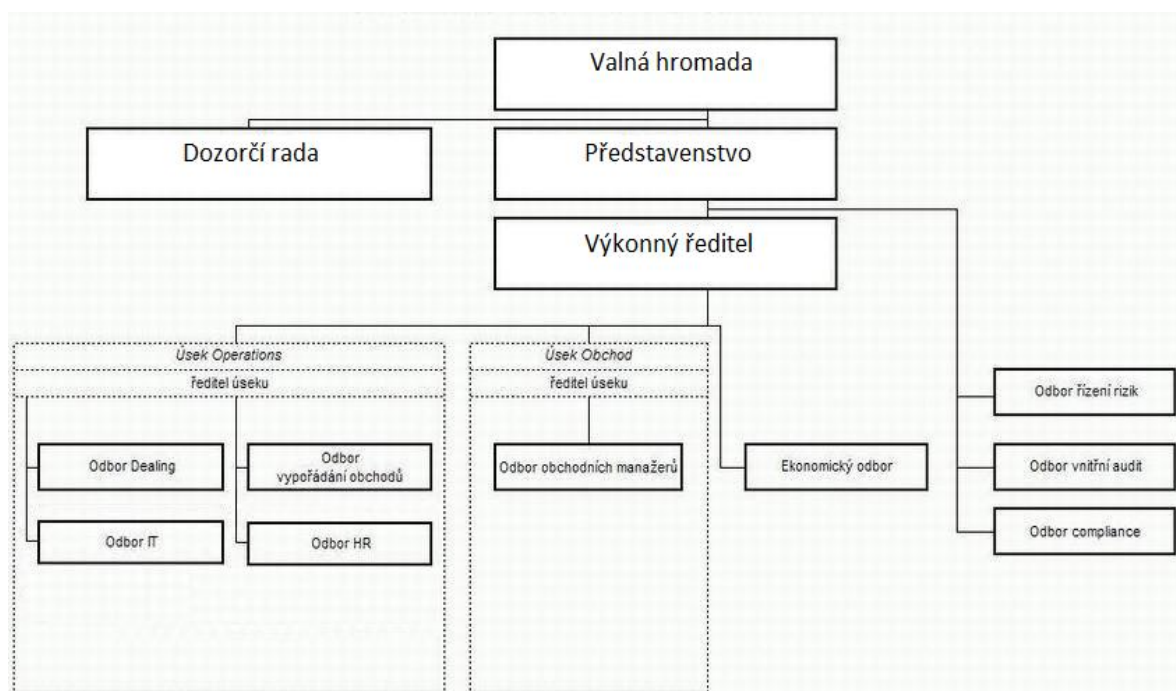 Valná hromada
Dozorčí rada
Představenstvo
Výkonný ředitel
Úsek Operations
ředitel úseku
Úsek Obchod
ředitel úseku
Odbor řízení rizik
Odbor Dealing
Odbor
vypořádání obchodů
Odbor obchodních manažerů
Ekonomický odbor
Odbor vnitřní audit
Odbor IT
Odbor HR
Odbor compliance